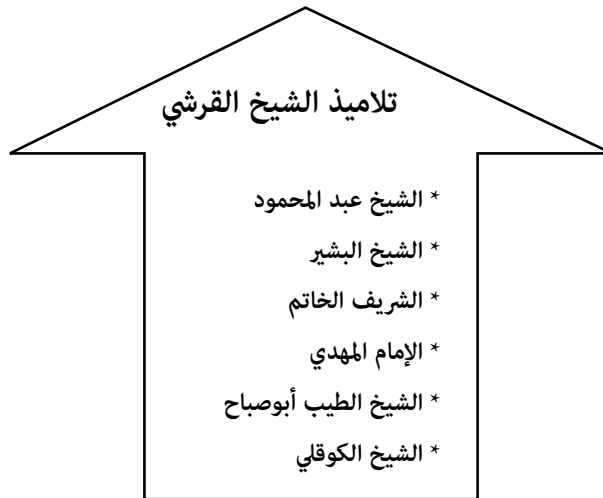 تلاميذ الشيخ القرشي
* الشيخ عبد المحمود
* الشيخ البشير
* الشريف الخاتم
* الإمام المهدي
* الشيخ الطيب أبوصباح
* الشيخ الكوقلي